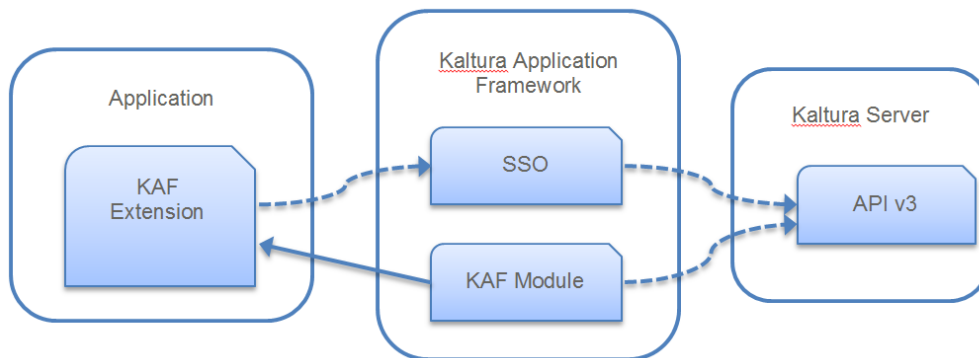 Application
KAF
Extension
Kaltura Application
Framework
SSO
KAF Module
Kaltura Server
API v3